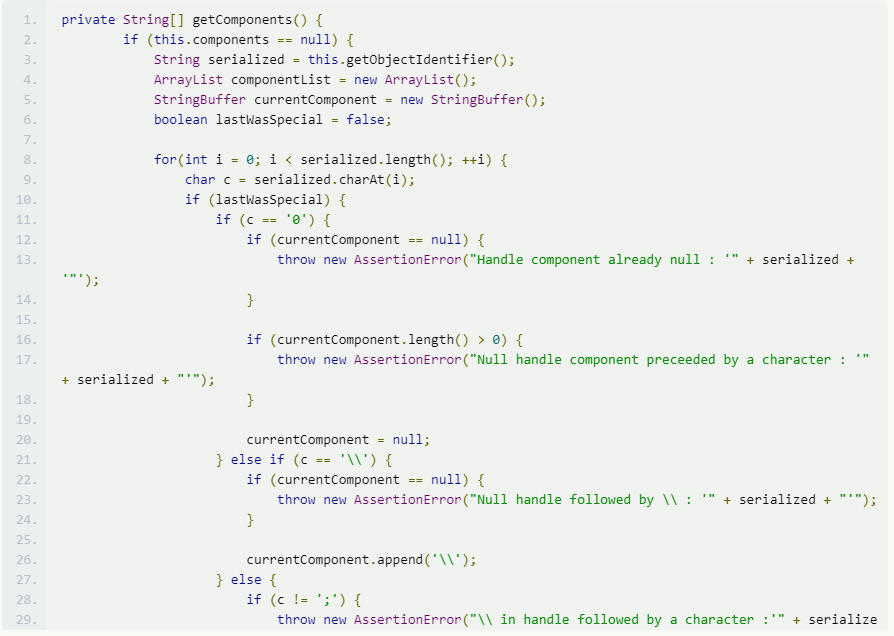 1. private String[] getComponents() {
2. if (this.components == null) {
3. String serialized = this.getObjectIdentifier();
4. ArrayList componentList = new ArrayList();
5. StringBuffer currentComponent = new StringBuffer();
6. boolean lastWasSpecial = false;
7.
8. for(int i = 0; i < serialized.length(); ++i) {
9. char c = serialized.charAt(i);
10. if (lastWasSpecial) {
11. if (c == '0') {
12. if (currentComponent == null) {
13. throw new AssertionError("Handle component already null : '" + serialized +
'"');
14. }
15.
16. if (currentComponent.length() > 0) {
17. throw new AssertionError("Null handle component preceeded by a character : '"
+ serialized + "'");
18. }
19.
20. currentComponent = null;
21. } else if (c == '\\') {
22. if (currentComponent == null) {
23. throw new AssertionError("Null handle followed by \\ : '" + serialized + "'");
24. }
25.
26. currentComponent.append('\\');
27. } else {
28. if (c != ';') {
29. throw new AssertionError("\\ in handle followed by a character :'" + serialize